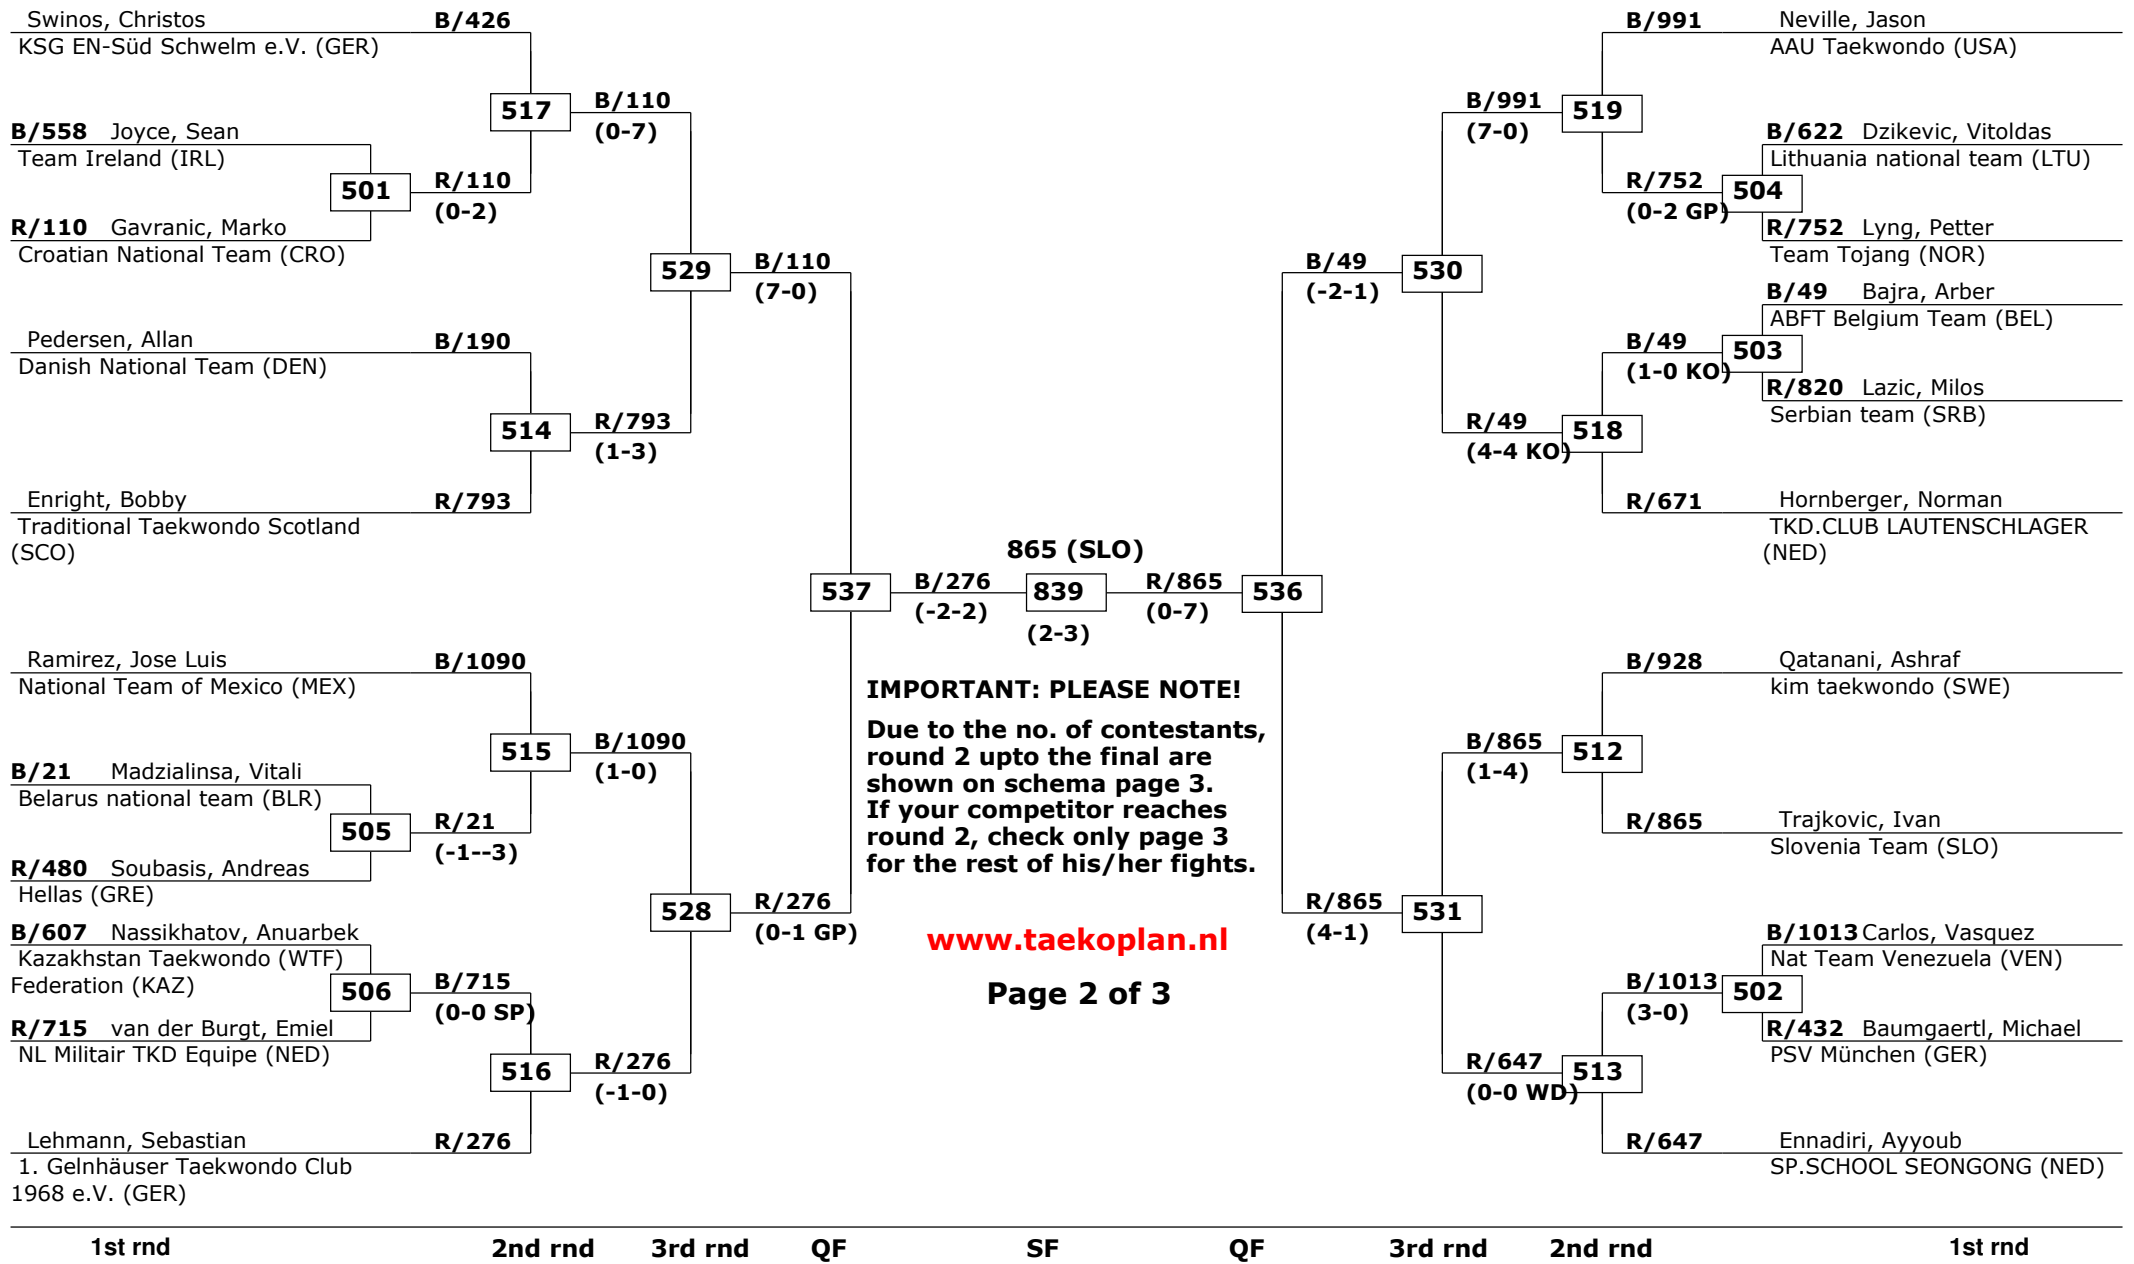 Swinos, Christos
B/426
KSG EN-Süd Schwelm e.V. (GER)
517
B/110
(0-7)
B/558 Joyce, Sean
Team Ireland (IRL)
501
R/110
(0-2)
R/110 Gavranic, Marko
Croatian National Team (CRO)
529
B/110
(7-0)
Pedersen, Allan
B/190
Danish National Team (DEN)
514
R/793
(1-3)
Enright, Bobby
R/793
Traditional Taekwondo Scotland
(SCO)
537
B/276
(-2-2)
Ramirez, Jose Luis
B/1090
National Team of Mexico (MEX)
515
B/1090
(1-0)
B/21 Madzialinsa, Vitali
Belarus national team (BLR)
505
R/21
(-1--3)
R/480 Soubasis, Andreas
Hellas (GRE)
528
R/276
(0-1 GP)
B/607 Nassikhatov, Anuarbek
Kazakhstan Taekwondo (WTF)
Federation (KAZ)
506
B/715
(0-0 SP)
R/715 van der Burgt, Emiel
NL Militair TKD Equipe (NED)
516
R/276
(-1-0)
Lehmann, Sebastian
R/276
1. Gelnhäuser Taekwondo Club
1968 e.V. (GER)
865 (SLO)
839
(2-3)
IMPORTANT: PLEASE NOTE!
Due to the no. of contestants,
round 2 upto the final are
shown on schema page 3.
If your competitor reaches
round 2, check only page 3
for the rest of his/her fights.
www.taekoplan.nl
Page 2 of 3
B/991
Neville, Jason
AAU Taekwondo (USA)
B/991
(7-0)
519
B/622 Dzikevic, Vitoldas
Lithuania national team (LTU)
R/752
(0-2 GP)
504
R/752 Lyng, Petter
Team Tojang (NOR)
B/49
(-2-1)
530
B/49 Bajra, Arber
ABFT Belgium Team (BEL)
B/49
(1-0 KO)
503
R/820 Lazic, Milos
Serbian team (SRB)
R/49
(4-4 KO)
518
R/671
Hornberger, Norman
TKD.CLUB LAUTENSCHLAGER
(NED)
R/865
(0-7)
536
B/928
Qatanani, Ashraf
kim taekwondo (SWE)
B/865
(1-4)
512
R/865
Trajkovic, Ivan
Slovenia Team (SLO)
R/865
(4-1)
531
B/1013 Carlos, Vasquez
Nat Team Venezuela (VEN)
B/1013
(3-0)
502
R/432 Baumgaertl, Michael
PSV München (GER)
R/647
(0-0 WD)
513
R/647
Ennadiri, Ayyoub
SP.SCHOOL SEONGONG (NED)
1st rnd 2nd rnd 3rd rnd QF SF QF 3rd rnd 2nd rnd 1st rnd